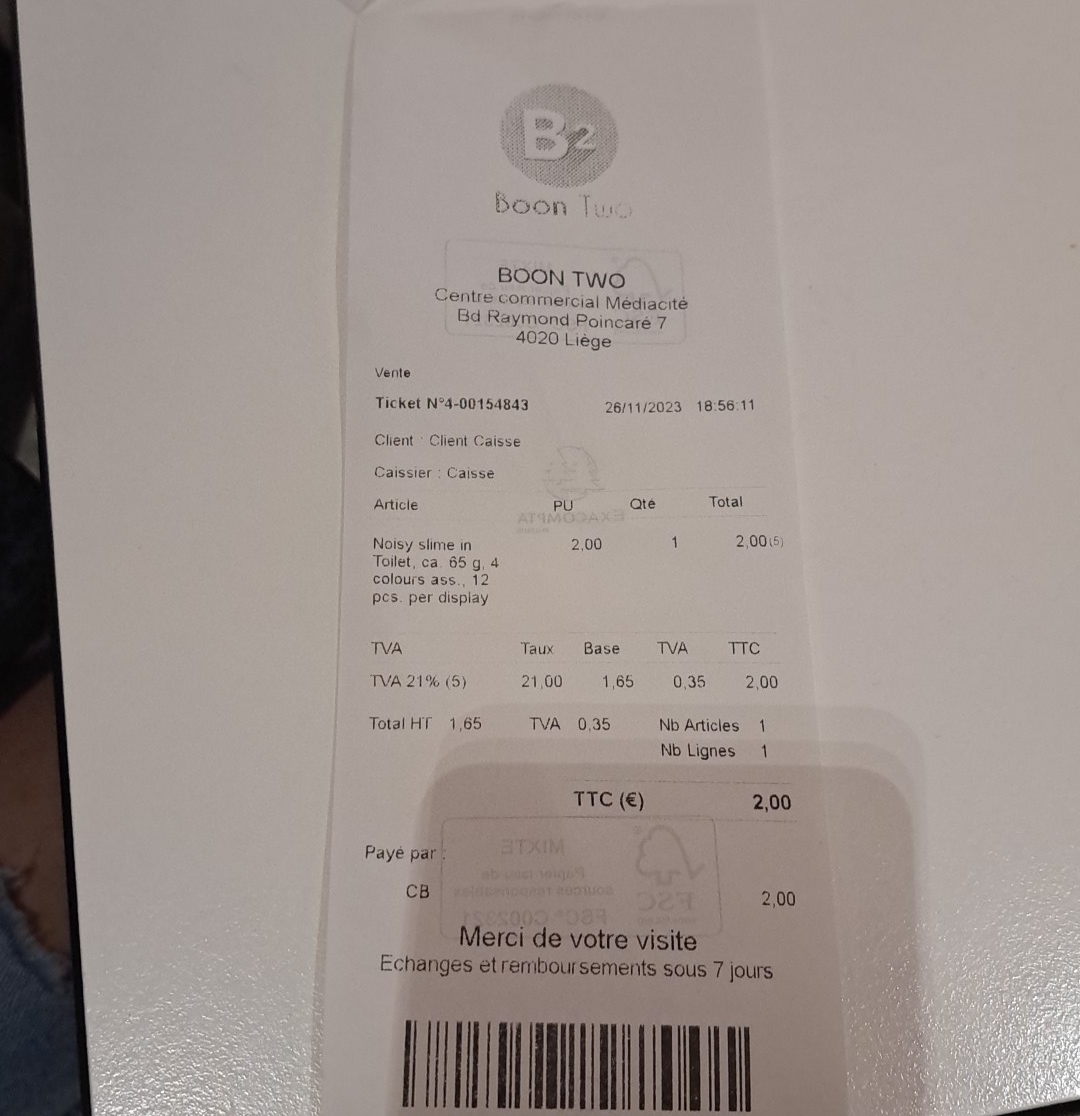 B2
Boon Two
BOON TWO
Centre commercial Médiacité
Bd Raymond Poincaré 7
4020 Liège
Vente
Ticket N°4-00154843 26/11/2023 18:56:11
Client : Client Caisse
Caissier : Caisse
Article PU Qté Total
EXACOMPTA
Noisy slime in 2,00 1 2,00(5)
Toilet, ca. 65 g, 4
colours ass., 12
pcs. per display
TVA Taux Base TVA TTC
TVA 21% (5) 21,00 1,65 0,35 2,00
Total HT 1,65 TVA 0,35 Nb Articles 1
Nb Lignes 1
TTC (€) 2,00
Payé par :
MIXTE
CB 2,00
FSC
Merci de votre visite
Echanges et remboursements sous 7 jours